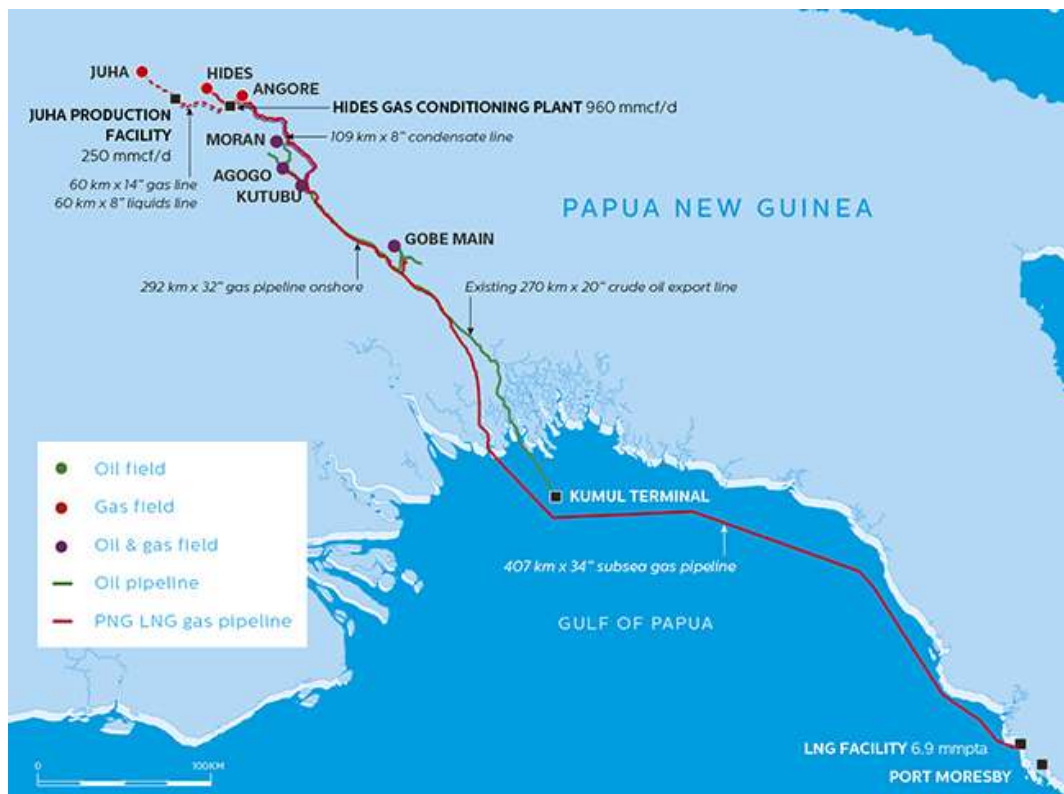 JUHA
HIDES
ANGORE
HIDES GAS CONDITIONING PLANT 960 mmcf/d
JUHA PRODUCTION
FACILITY
250 mmcf/d
MORAN
109 km x 8" condensate line
AGOGO
60 km x 14" gas line
KUTUBU
60 km x 8" liquids line
PAPUA NEW GUINEA
GOBE MAIN
292 km x 32" gas pipeline onshore
Existing 270 km x 20" crude oil export line
Oil field
Gas field
Oil & gas field
Oil pipeline
PNG LNG gas pipeline
KUMUL TERMINAL
407 km x 34" subsea gas pipeline
GULF OF PAPUA
LNG FACILITY 6.9 mmpta
PORT MORESBY
0 100KM